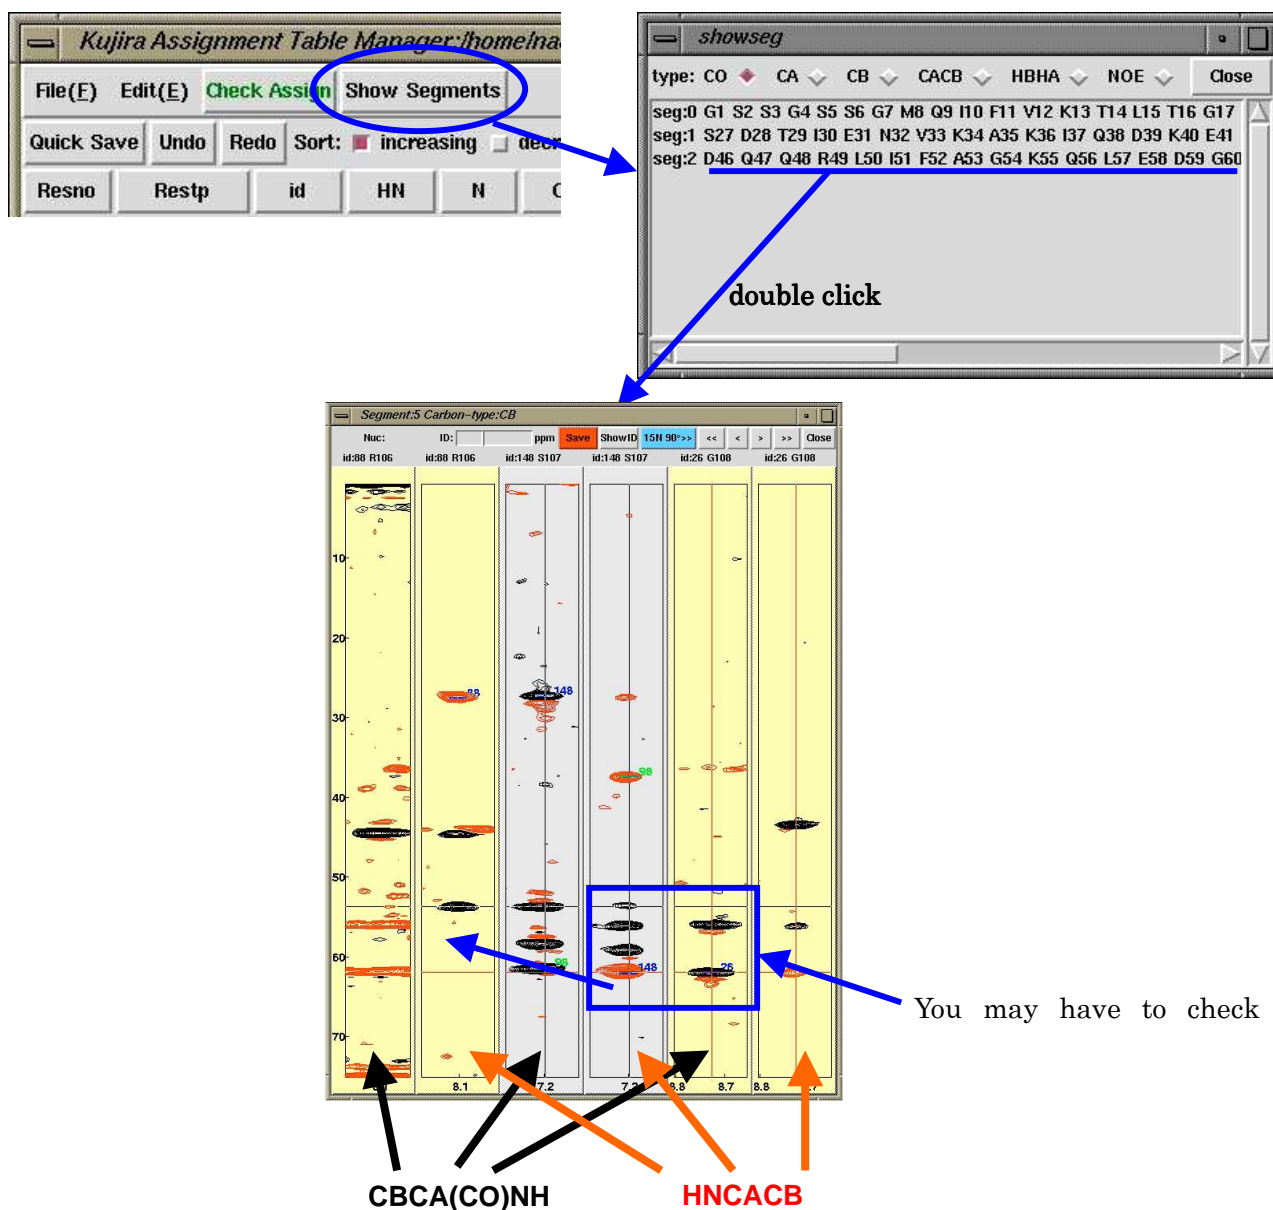 Kujira Assignment Table Manager:/home/na
File(F) Edit(E) Check Assign Show Segments
Quick Save Undo Redo Sort: increasing decr
Resno Restp id HN N C
showseg
type: CO CA CB CACB HBHA NOE Close
seg:0 G1 S2 S3 G4 S5 S6 G7 M8 Q9 I10 F11 V12 K13 T14 L15 T16 G17
seg:1 S27 D28 T29 I30 E31 N32 V33 K34 A35 K36 I37 Q38 D39 K40 E41
seg:2 D46 Q47 Q48 R49 L50 I51 F52 A53 G54 K55 Q56 L57 E58 D59 G60
double click
Segment:5 Carbon-type:CB
Nuc: ID: ppm Save ShowID 15N 90°>> << < > >> Close
id:88 R106 id:88 R106 id:148 S107 id:148 S107 id:26 G108 id:26 G108
10
20
88 148
30
98
40
50
60
96 148 26
70
8.1 7.2 8.8 8.7 8.8
You may have to check
CBCA(CO)NH HNCACB